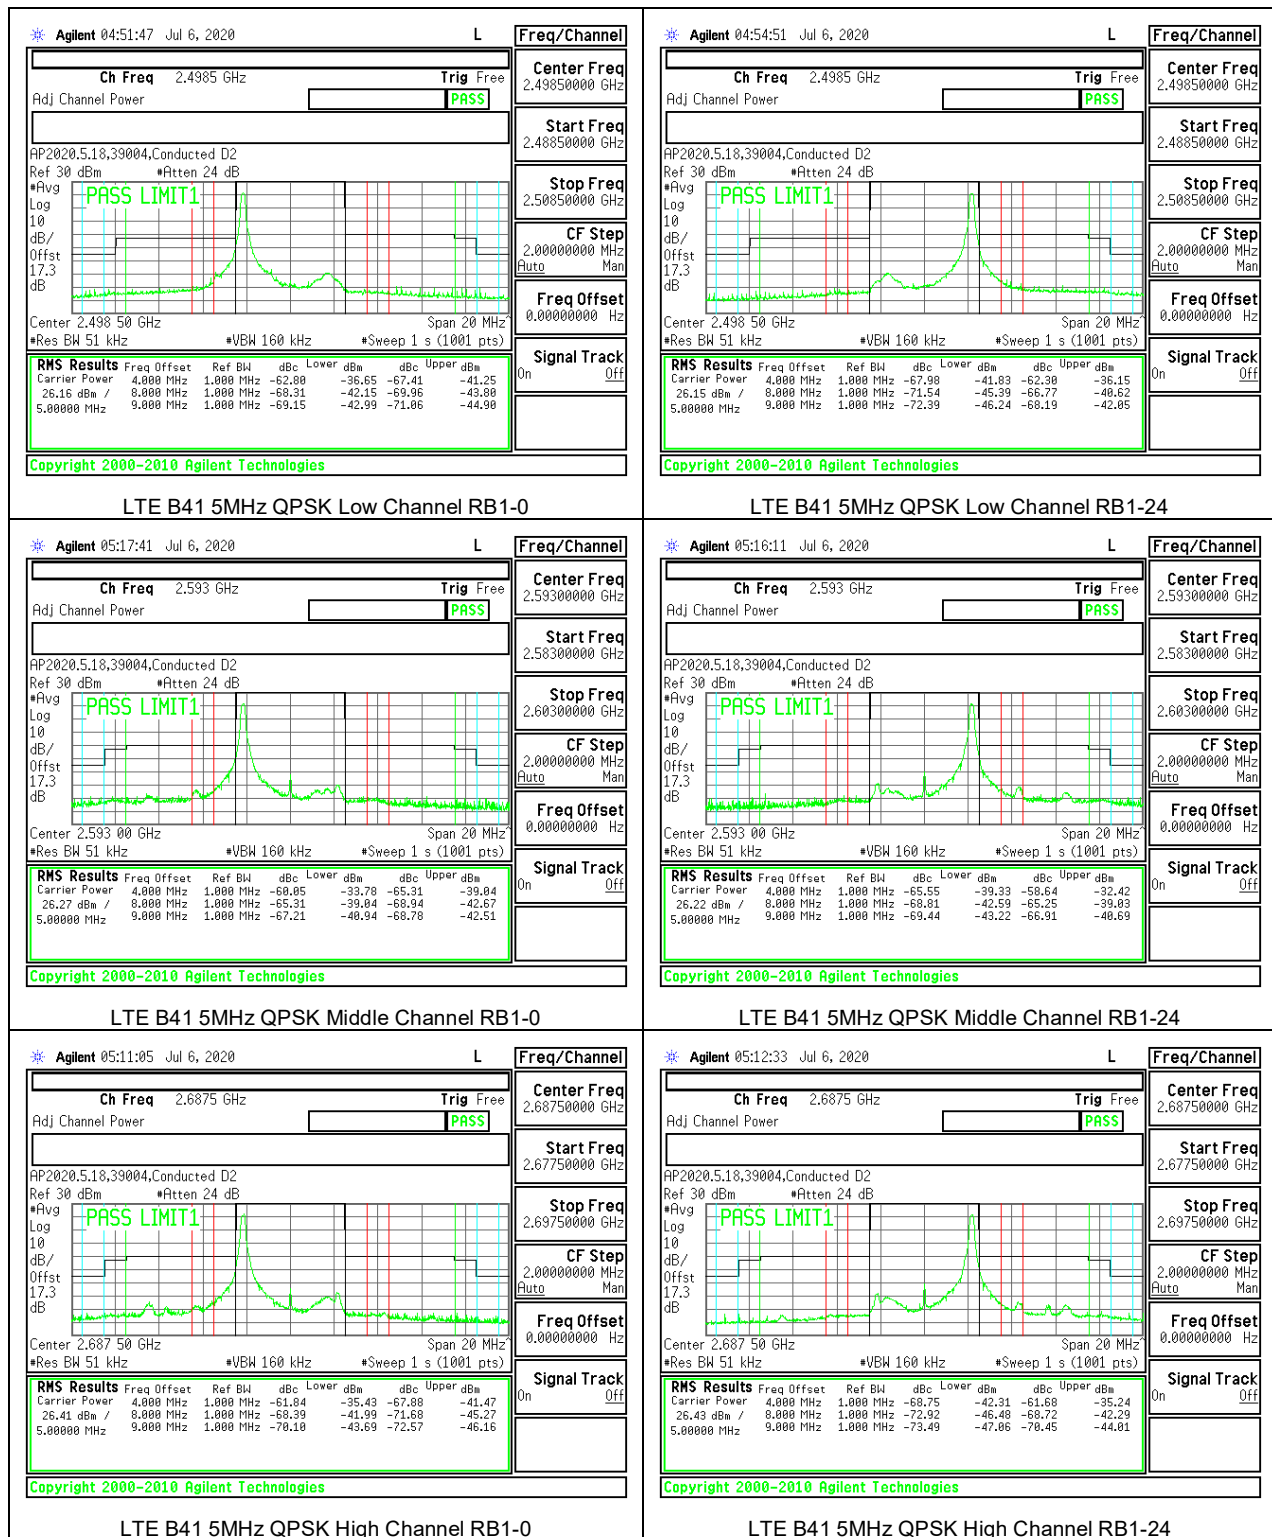 Agilent 04:51:47 Jul 6, 2020 L Freq/Channel
Ch Freq 2.4985 GHz Trig Free
Adj Channel Power PASS
AP2020.5.18,39004,Conducted D2
Ref 30 dBm #Atten 24 dB
#Avg
Log
10
dB/
Offst
17.3
dB
PASS LIMIT1
Center 2.498 50 GHz Span 20 MHz^
#Res BW 51 kHz #VBW 160 kHz #Sweep 1 s (1001 pts)
RMS Results Freq Offset Ref BW dBc Lower dBm dBc Upper dBm
Carrier Power 4.000 MHz 1.000 MHz -62.80 -36.65 -67.41 -41.25
26.16 dBm / 8.000 MHz 1.000 MHz -68.31 -42.15 -69.96 -43.80
5.00000 MHz 9.000 MHz 1.000 MHz -69.15 -42.99 -71.06 -44.90
Center Freq
2.49850000 GHz
Start Freq
2.48850000 GHz
Stop Freq
2.50850000 GHz
CF Step
2.00000000 MHz
Auto Man
Freq Offset
0.00000000 Hz
Signal Track
On Off
Copyright 2000-2010 Agilent Technologies
LTE B41 5MHz QPSK Low Channel RB1-0
Agilent 04:54:51 Jul 6, 2020 L Freq/Channel
Ch Freq 2.4985 GHz Trig Free
Adj Channel Power PASS
AP2020.5.18,39004,Conducted D2
Ref 30 dBm #Atten 24 dB
#Avg
Log
10
dB/
Offst
17.3
dB
PASS LIMIT1
Center 2.498 50 GHz Span 20 MHz^
#Res BW 51 kHz #VBW 160 kHz #Sweep 1 s (1001 pts)
RMS Results Freq Offset Ref BW dBc Lower dBm dBc Upper dBm
Carrier Power 4.000 MHz 1.000 MHz -67.98 -41.83 -62.30 -36.15
26.15 dBm / 8.000 MHz 1.000 MHz -71.54 -45.39 -66.77 -40.62
5.00000 MHz 9.000 MHz 1.000 MHz -72.39 -46.24 -68.19 -42.05
Center Freq
2.49850000 GHz
Start Freq
2.48850000 GHz
Stop Freq
2.50850000 GHz
CF Step
2.00000000 MHz
Auto Man
Freq Offset
0.00000000 Hz
Signal Track
On Off
Copyright 2000-2010 Agilent Technologies
LTE B41 5MHz QPSK Low Channel RB1-24
Agilent 05:17:41 Jul 6, 2020 L Freq/Channel
Ch Freq 2.593 GHz Trig Free
Adj Channel Power PASS
AP2020.5.18,39004,Conducted D2
Ref 30 dBm #Atten 24 dB
#Avg
Log
10
dB/
Offst
17.3
dB
PASS LIMIT1
Center 2.593 00 GHz Span 20 MHz^
#Res BW 51 kHz #VBW 160 kHz #Sweep 1 s (1001 pts)
RMS Results Freq Offset Ref BW dBc Lower dBm dBc Upper dBm
Carrier Power 4.000 MHz 1.000 MHz -60.05 -33.78 -65.31 -39.04
26.27 dBm / 8.000 MHz 1.000 MHz -65.31 -39.04 -68.94 -42.67
5.00000 MHz 9.000 MHz 1.000 MHz -67.21 -40.94 -68.78 -42.51
Center Freq
2.59300000 GHz
Start Freq
2.58300000 GHz
Stop Freq
2.60300000 GHz
CF Step
2.00000000 MHz
Auto Man
Freq Offset
0.00000000 Hz
Signal Track
On Off
Copyright 2000-2010 Agilent Technologies
LTE B41 5MHz QPSK Middle Channel RB1-0
Agilent 05:16:11 Jul 6, 2020 L Freq/Channel
Ch Freq 2.593 GHz Trig Free
Adj Channel Power PASS
AP2020.5.18,39004,Conducted D2
Ref 30 dBm #Atten 24 dB
#Avg
Log
10
dB/
Offst
17.3
dB
PASS LIMIT1
Center 2.593 00 GHz Span 20 MHz^
#Res BW 51 kHz #VBW 160 kHz #Sweep 1 s (1001 pts)
RMS Results Freq Offset Ref BW dBc Lower dBm dBc Upper dBm
Carrier Power 4.000 MHz 1.000 MHz -65.55 -39.33 -58.64 -32.42
26.22 dBm / 8.000 MHz 1.000 MHz -68.81 -42.59 -65.25 -39.03
5.00000 MHz 9.000 MHz 1.000 MHz -69.44 -43.22 -66.91 -40.69
Center Freq
2.59300000 GHz
Start Freq
2.58300000 GHz
Stop Freq
2.60300000 GHz
CF Step
2.00000000 MHz
Auto Man
Freq Offset
0.00000000 Hz
Signal Track
On Off
Copyright 2000-2010 Agilent Technologies
LTE B41 5MHz QPSK Middle Channel RB1-24
Agilent 05:11:05 Jul 6, 2020 L Freq/Channel
Ch Freq 2.6875 GHz Trig Free
Adj Channel Power PASS
AP2020.5.18,39004,Conducted D2
Ref 30 dBm #Atten 24 dB
#Avg
Log
10
dB/
Offst
17.3
dB
PASS LIMIT1
Center 2.687 50 GHz Span 20 MHz^
#Res BW 51 kHz #VBW 160 kHz #Sweep 1 s (1001 pts)
RMS Results Freq Offset Ref BW dBc Lower dBm dBc Upper dBm
Carrier Power 4.000 MHz 1.000 MHz -61.84 -35.43 -67.88 -41.47
26.41 dBm / 8.000 MHz 1.000 MHz -68.39 -41.99 -71.68 -45.27
5.00000 MHz 9.000 MHz 1.000 MHz -70.10 -43.69 -72.57 -46.16
Center Freq
2.68750000 GHz
Start Freq
2.67750000 GHz
Stop Freq
2.69750000 GHz
CF Step
2.00000000 MHz
Auto Man
Freq Offset
0.00000000 Hz
Signal Track
On Off
Copyright 2000-2010 Agilent Technologies
LTE B41 5MHz QPSK High Channel RB1-0
Agilent 05:12:33 Jul 6, 2020 L Freq/Channel
Ch Freq 2.6875 GHz Trig Free
Adj Channel Power PASS
AP2020.5.18,39004,Conducted D2
Ref 30 dBm #Atten 24 dB
#Avg
Log
10
dB/
Offst
17.3
dB
PASS LIMIT1
Center 2.687 50 GHz Span 20 MHz^
#Res BW 51 kHz #VBW 160 kHz #Sweep 1 s (1001 pts)
RMS Results Freq Offset Ref BW dBc Lower dBm dBc Upper dBm
Carrier Power 4.000 MHz 1.000 MHz -68.75 -42.31 -61.68 -35.24
26.43 dBm / 8.000 MHz 1.000 MHz -72.92 -46.48 -68.72 -42.29
5.00000 MHz 9.000 MHz 1.000 MHz -73.49 -47.06 -70.45 -44.01
Center Freq
2.68750000 GHz
Start Freq
2.67750000 GHz
Stop Freq
2.69750000 GHz
CF Step
2.00000000 MHz
Auto Man
Freq Offset
0.00000000 Hz
Signal Track
On Off
Copyright 2000-2010 Agilent Technologies
LTE B41 5MHz QPSK High Channel RB1-24